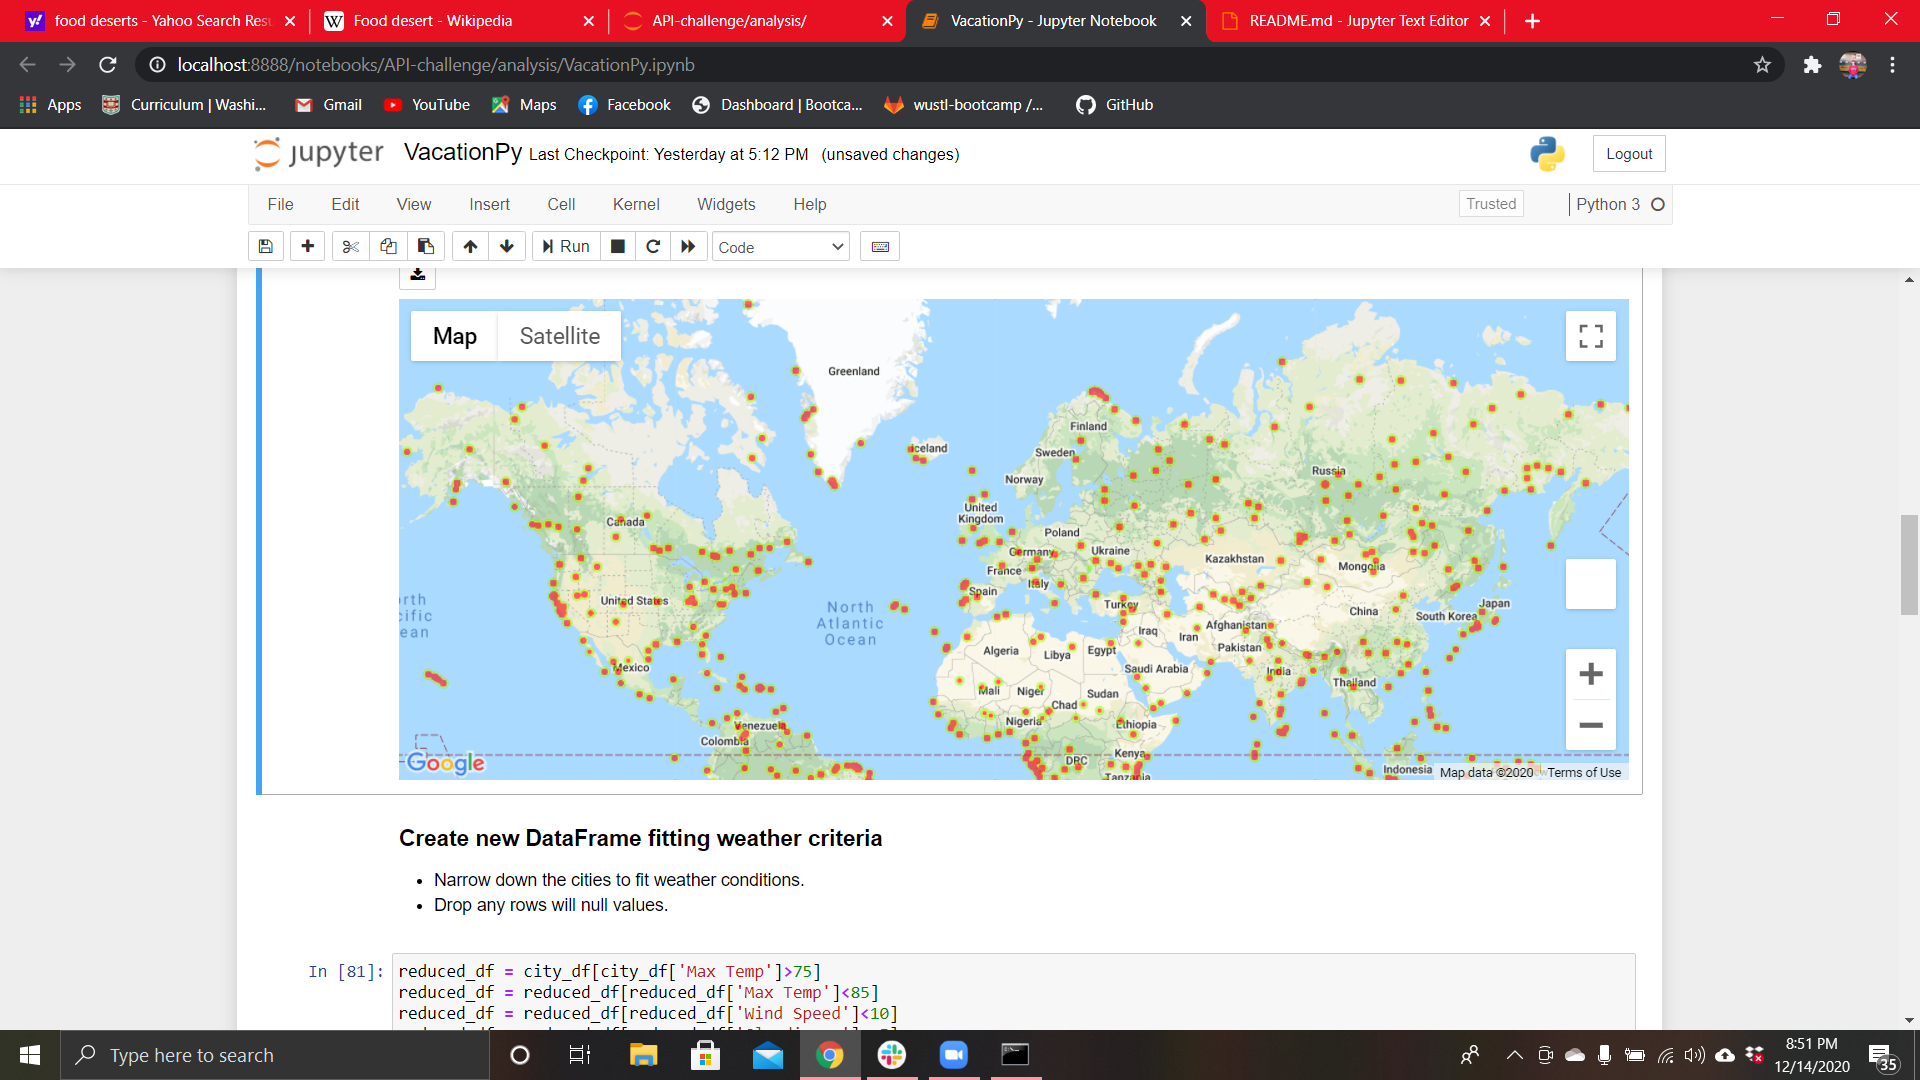 food deserts - Yahoo Search Resu
Food desert - Wikipedia
API-challenge/analysis/
VacationPy - Jupyter Notebook
README.md - Jupyter Text Editor
localhost:8888/notebooks/API-challenge/analysis/VacationPy.ipynb
Apps
Curriculum | Washi...
Gmail
YouTube
Maps
Facebook
Dashboard | Bootca...
wustl-bootcamp /...
GitHub
jupyter
VacationPy Last Checkpoint: Yesterday at 5:12 PM (unsaved changes)
Logout
File Edit View Insert Cell Kernel Widgets Help
Trusted
Python 3
Run
Code
Map
Satellite
Greenland
Finland
Iceland
Sweden
Russia
Norway
United Kingdom
Canada
Poland
Germany
Ukraine
Kazakhstan
Mongolia
France
Italy
Spain
United States
Turkey
China
Japan
South Korea
North
Atlantic
Ocean
Iraq
Iran
Afghanistan
Pakistan
Algeria
Libya
Egypt
Saudi Arabia
India
Thailand
Mexico
Mali
Niger
Sudan
Chad
Nigeria
Ethiopia
Venezuela
Colombia
Kenya
DRC
Tanzania
Indonesia
Google
Map data ©2020
Terms of Use
Create new DataFrame fitting weather criteria
• Narrow down the cities to fit weather conditions.
• Drop any rows will null values.
In [81]:
reduced_df = city_df[city_df['Max Temp']>75]
reduced_df = reduced_df[reduced_df['Max Temp']<85]
reduced_df = reduced_df[reduced_df['Wind Speed']<10]
Type here to search
8:51 PM
12/14/2020
35